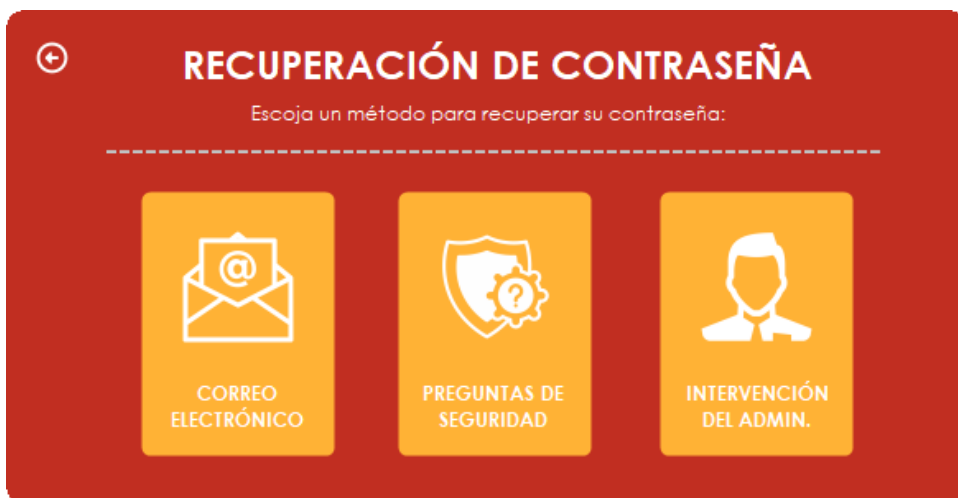 RECUPERACIÓN DE CONTRASEÑA
Escoja un método para recuperar su contraseña:
@
?
CORREO
ELECTRÓNICO
PREGUNTAS DE
SEGURIDAD
INTERVENCIÓN
DEL ADMIN.